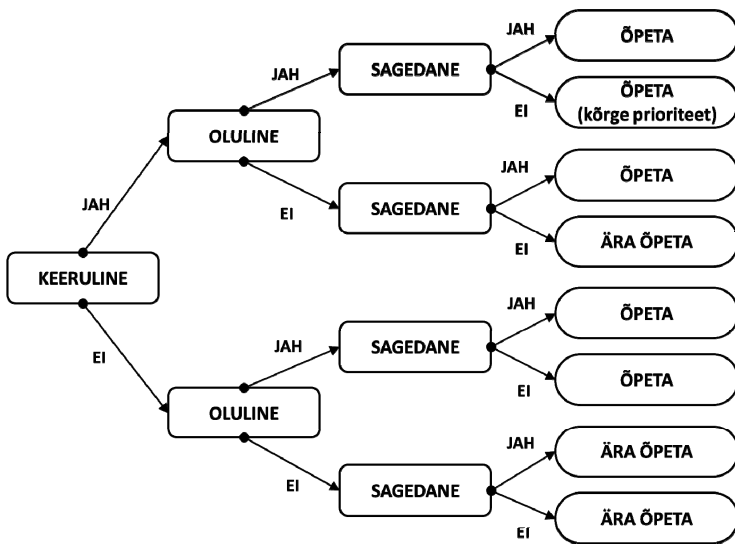 JAH
ÕPETA
JAH
SAGEDANE
EI
ÕPETA
(kõrge prioriteet)
OLULINE
JAH
ÕPETA
EI
SAGEDANE
JAH
EI
ÄRA ÕPETA
KEERULINE
JAH
ÕPETA
EI
JAH
SAGEDANE
EI
ÕPETA
OLULINE
JAH
ÄRA ÕPETA
EI
SAGEDANE
EI
ÄRA ÕPETA